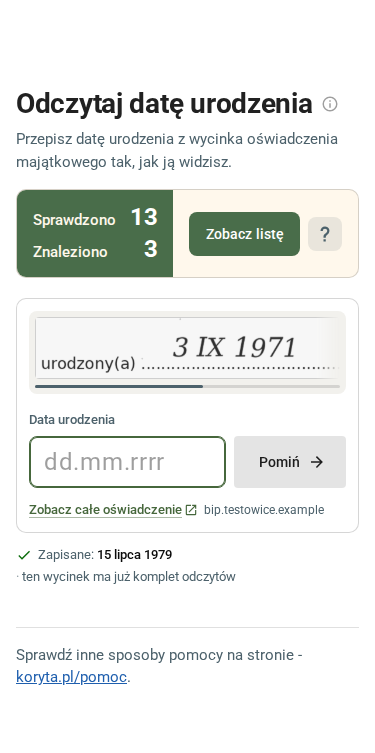 Odczytaj datę urodzenia
Przepisz datę urodzenia z wycinka oświadczenia
majątkowego tak, jak ją widzisz.
Sprawdzono 13
Znaleziono 3
Zobacz listę
?
urodzony(a) 3 IX 1971
Data urodzenia
dd.mm.rrrr
Pomiń →
Zobacz całe oświadczenie bip.testowice.example
Zapisane: 15 lipca 1979
· ten wycinek ma już komplet odczytów
Sprawdź inne sposoby pomocy na stronie -
koryta.pl/pomoc.